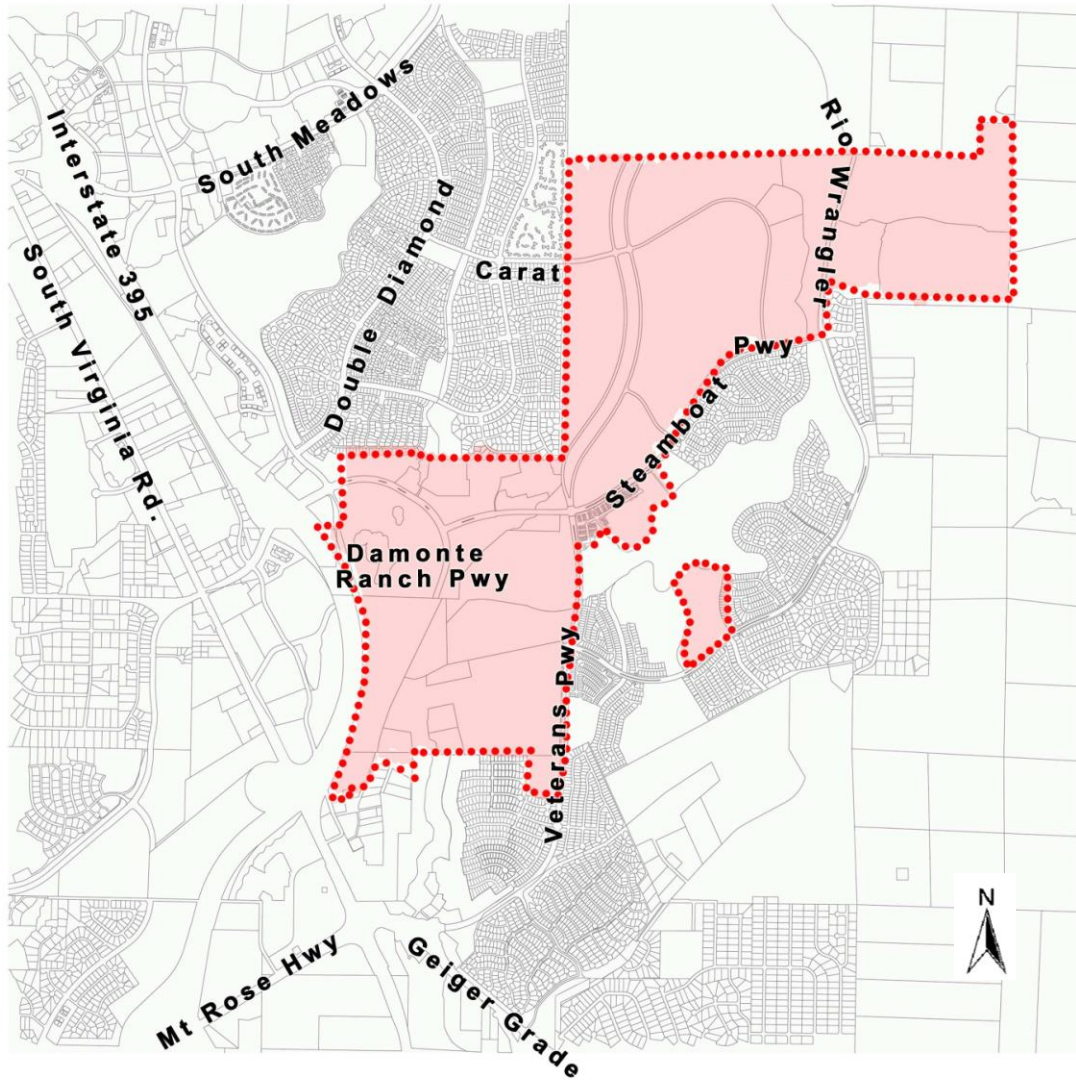 South Meadows
Rio Wrangler
Interstate 395
Double Diamond
South Virginia Rd.
Carat
Steamboat Pwy
Damonte
Ranch Pwy
Veterans Pwy
N
Mt Rose Hwy
Geiger Grade